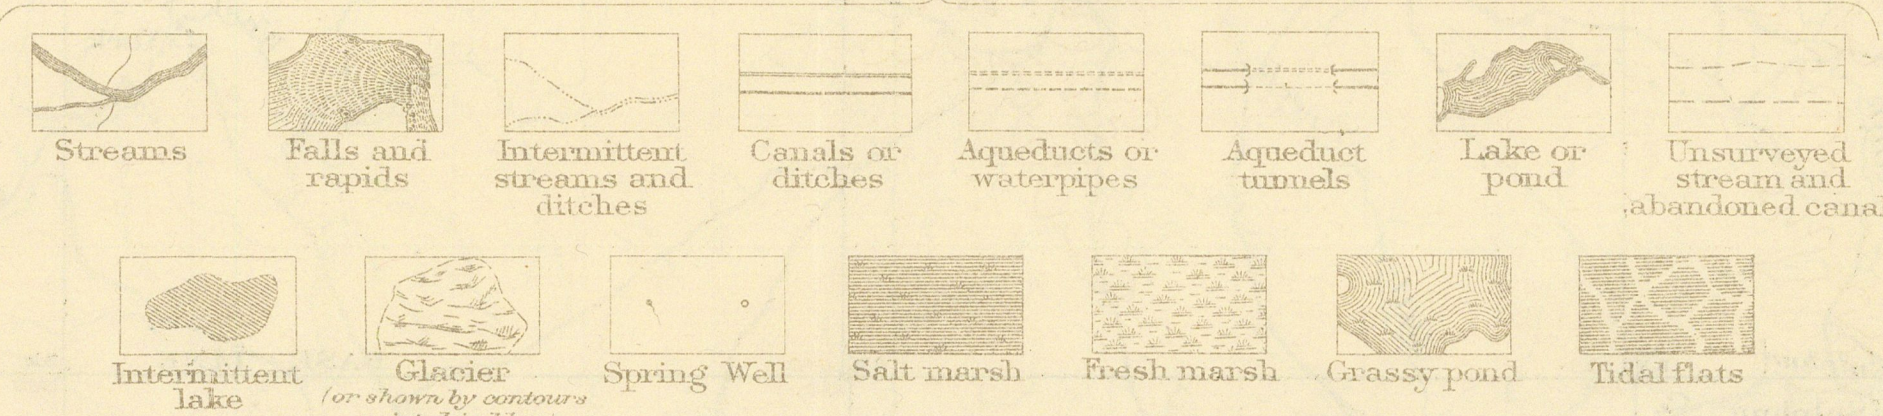 Streams
Falls and
rapids
Intermittent
streams and
ditches
Canals or
ditches
Aqueducts or
waterpipes
Aqueduct
tunnels
Lake or
pond
Unsurveyed
stream and
abandoned canal
Intermittent
lake
Glacier
(or shown by contours
Spring Well
Salt marsh
Fresh marsh
Grassy pond
Tidal flats